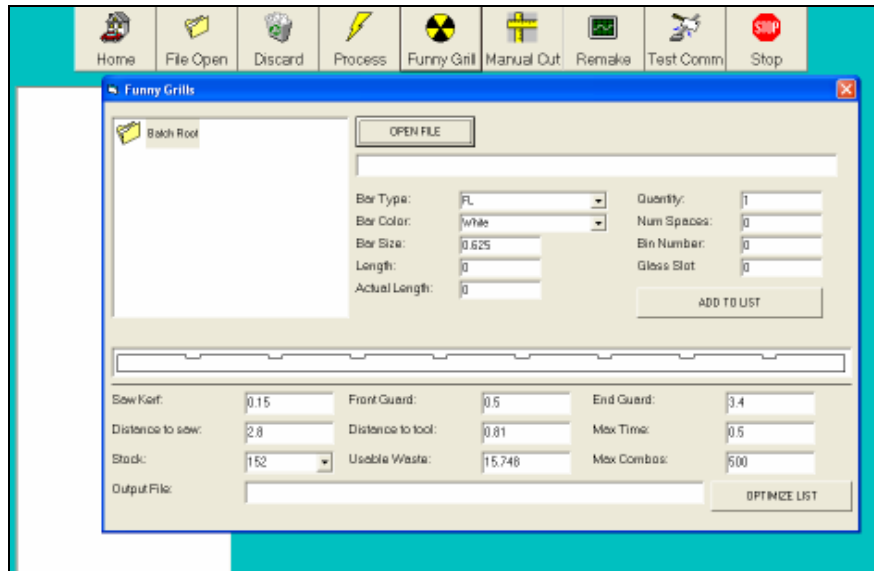 Home File Open Discard Process Funny Grill Manual Cut Remake Test Comm Stop
STOP
Funny Grills
Batch Root
OPEN FILE
Bar Type: FL Quantity: 1
Bar Color: White Num Spaces: 0
Bar Size: 0.625 Bin Number: 0
Length: 0 Glass Slot 0
Actual Length: 0
ADD TO LIST
Saw Kerf: 0.15 Front Guard: 0.5 End Guard: 3.4
Distance to saw: 2.8 Distance to tool: 0.81 Max Time: 0.5
Stock: 152 Usable Waste: 15.748 Max Combos: 500
Output File: OPTIMIZE LIST